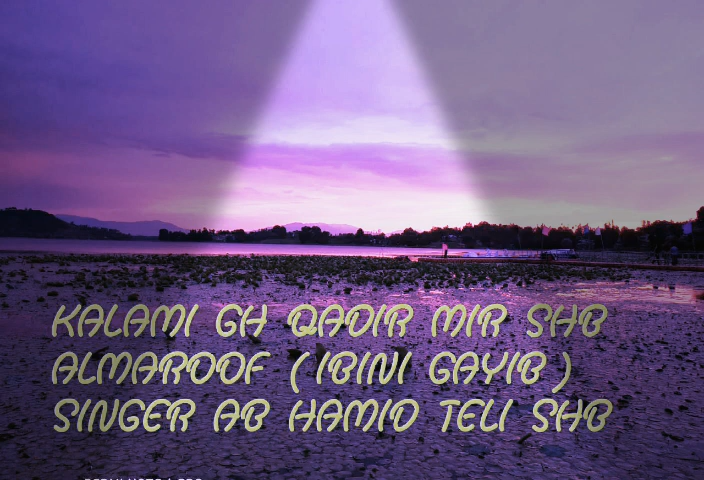 KALAMI GH QADIR MIR SHB
ALMAROOF (IBINI GAYIB)
SINGER AB HAMID TELI SHB